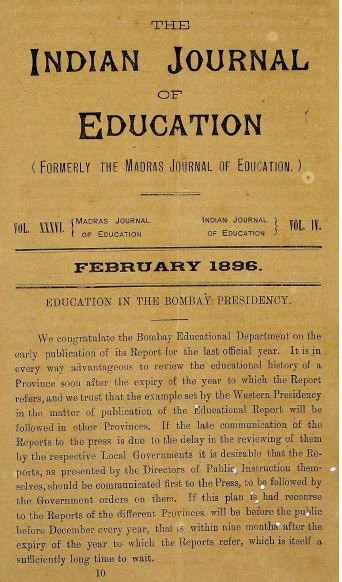 THE
INDIAN JOURNAL
OF
EDUCATION
(FORMERLY THE MADRAS JOURNAL OF EDUCATION.)
VOL. XXXVI. { MADRAS JOURNAL OF EDUCATION INDIAN JOURNAL OF EDUCATION } VOL. IV.
FEBRUARY 1896.
EDUCATION IN THE BOMBAY PRESIDENCY.
We congratulate the Bombay Educational Department on the
early publication of its Report for the last official year. It is in
every way advantageous to review the educational history of a
Province soon after the expiry of the year to which the Report
refers, and we trust that the example set by the Western Presidency
in the matter of publication of the Educational Report will be
followed in other Provinces. If the late communication of the
Reports to the press is due to the delay in the reviewing of them
by the respective Local Governments it is desirable that the Re-
ports, as presented by the Directors of Public Instruction them-
selves, should be communicated first to the Press, to be followed by
the Government orders on them. If this plan is had recourse
to the Reports of the different Provinces will be before the public
before December every year, that is within nine months after the
expiry of the year to which the Reports refer, which is itself a
sufficiently long time to wait.
10